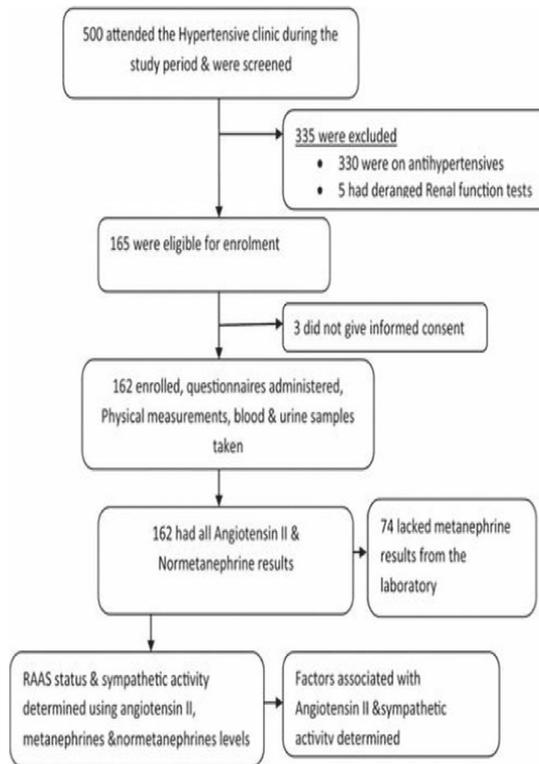 500 attended the Hypertensive clinic during the
study period & were screened
335 were excluded
• 330 were on antihypertensives
• 5 had deranged Renal function tests
165 were eligible for enrolment
3 did not give informed consent
162 enrolled, questionnaires administered,
Physical measurements, blood & urine samples
taken
162 had all Angiotensin II &
Normetanephrine results
74 lacked metanephrine
results from the
laboratory
RAAS status & sympathetic activity
determined using angiotensin II,
metanephrines &normetanephrines levels
Factors associated with
Angiotensin II &sympathetic
activity determined